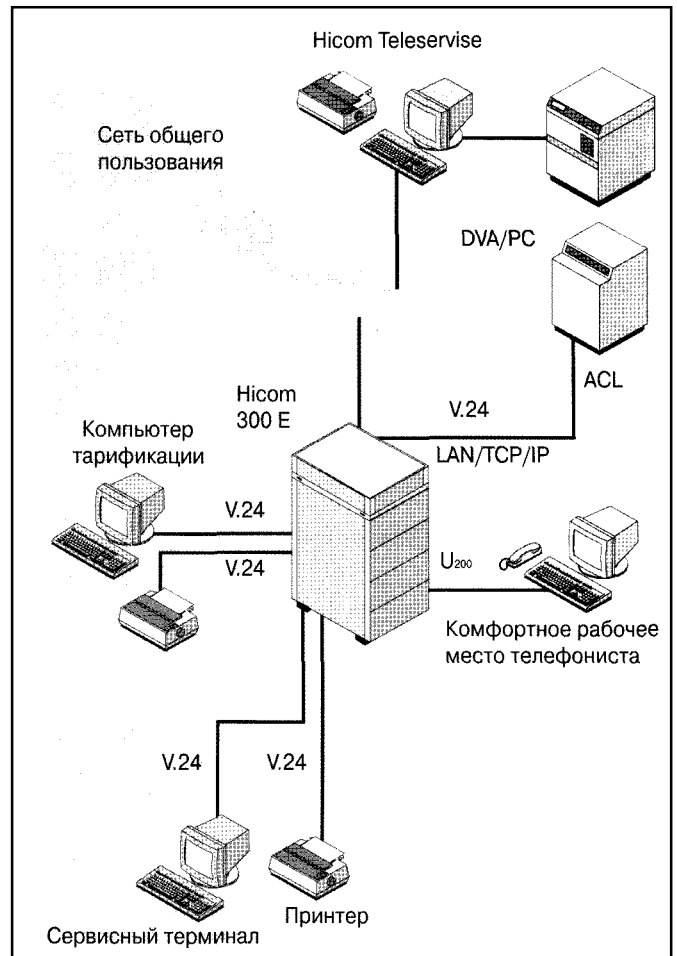 Hicom Teleservise
Сеть общего
пользования
DVA/PC
ACL
Hicom
300 E
V.24
LAN/TCP/IP
Компьютер
тарификации
V.24
V.24
U200
Комфортное рабочее
место телефониста
V.24
V.24
Принтер
Сервисный терминал